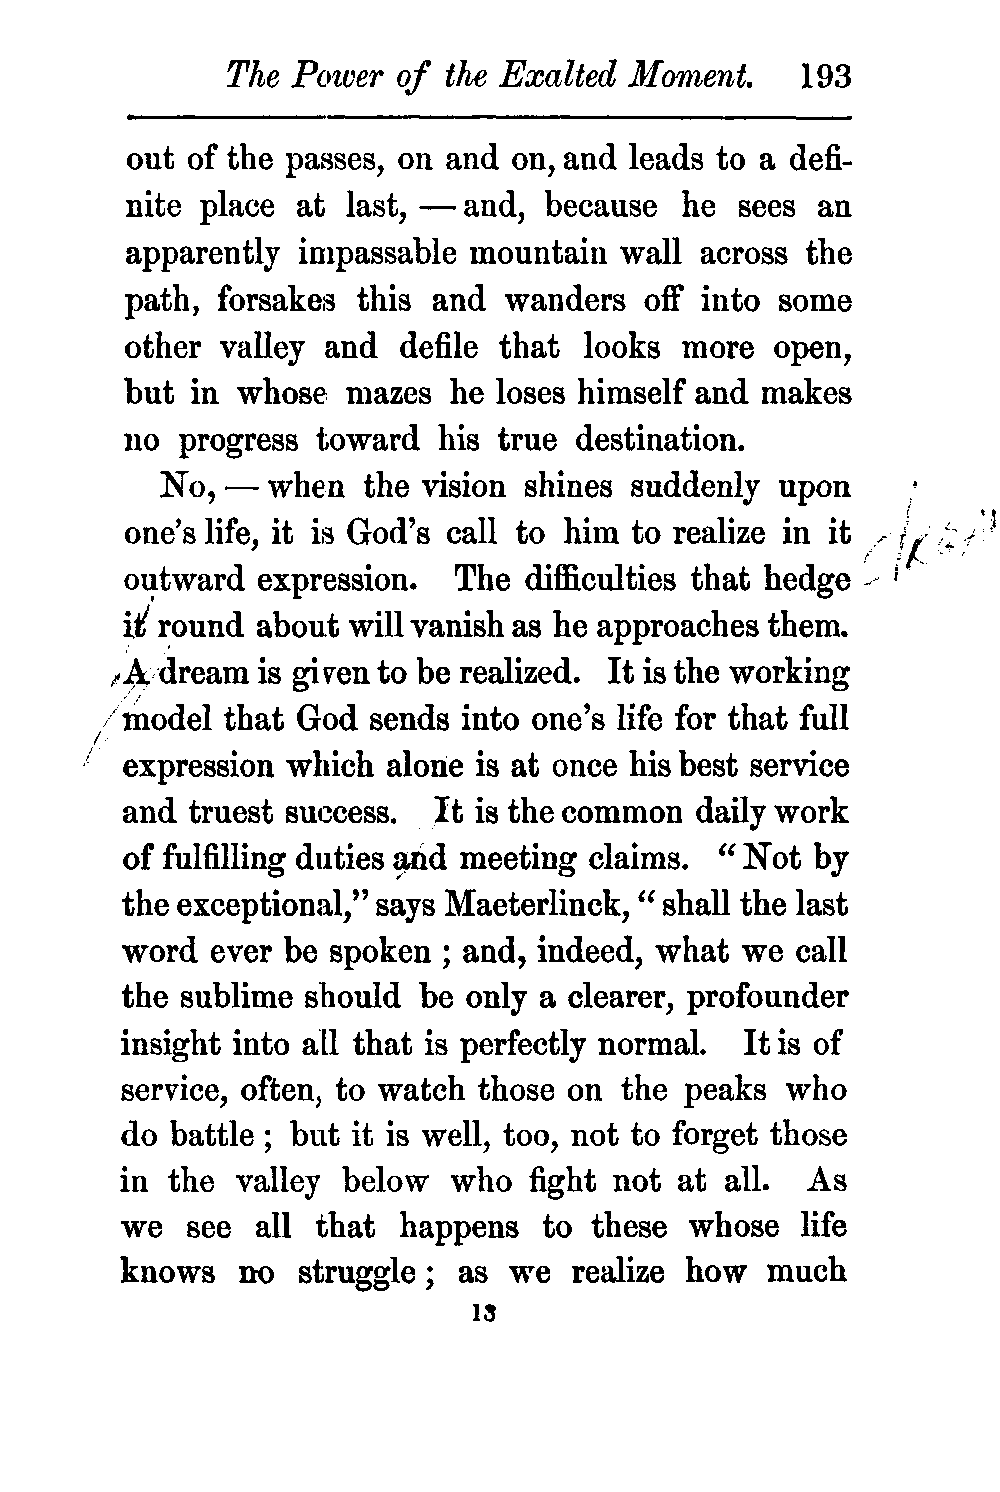 The Power of the Exalted Moment. 193
out of the passes, on and on, and leads to a defi-
nite place at last, — and, because he sees an
apparently impassable mountain wall across the
path, forsakes this and wanders off into some
other valley and defile that looks more open,
but in whose mazes he loses himself and makes
no progress toward his true destination.
No, — when the vision shines suddenly upon
one's life, it is God's call to him to realize in it
outward expression. The difficulties that hedge
it round about will vanish as he approaches them.
A dream is given to be realized. It is the working
model that God sends into one's life for that full
expression which alone is at once his best service
and truest success. It is the common daily work
of fulfilling duties and meeting claims. "Not by
the exceptional," says Maeterlinck, "shall the last
word ever be spoken ; and, indeed, what we call
the sublime should be only a clearer, profounder
insight into all that is perfectly normal. It is of
service, often, to watch those on the peaks who
do battle ; but it is well, too, not to forget those
in the valley below who fight not at all. As
we see all that happens to these whose life
knows no struggle ; as we realize how much
13